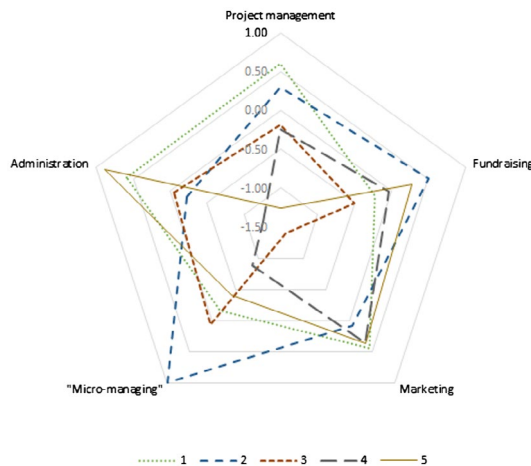 Project management
1.00
0.50
0.00
-0.50
-1.00
-1.50
Administration
Fundraising
"Micro-managing"
Marketing
1 2 3 4 5